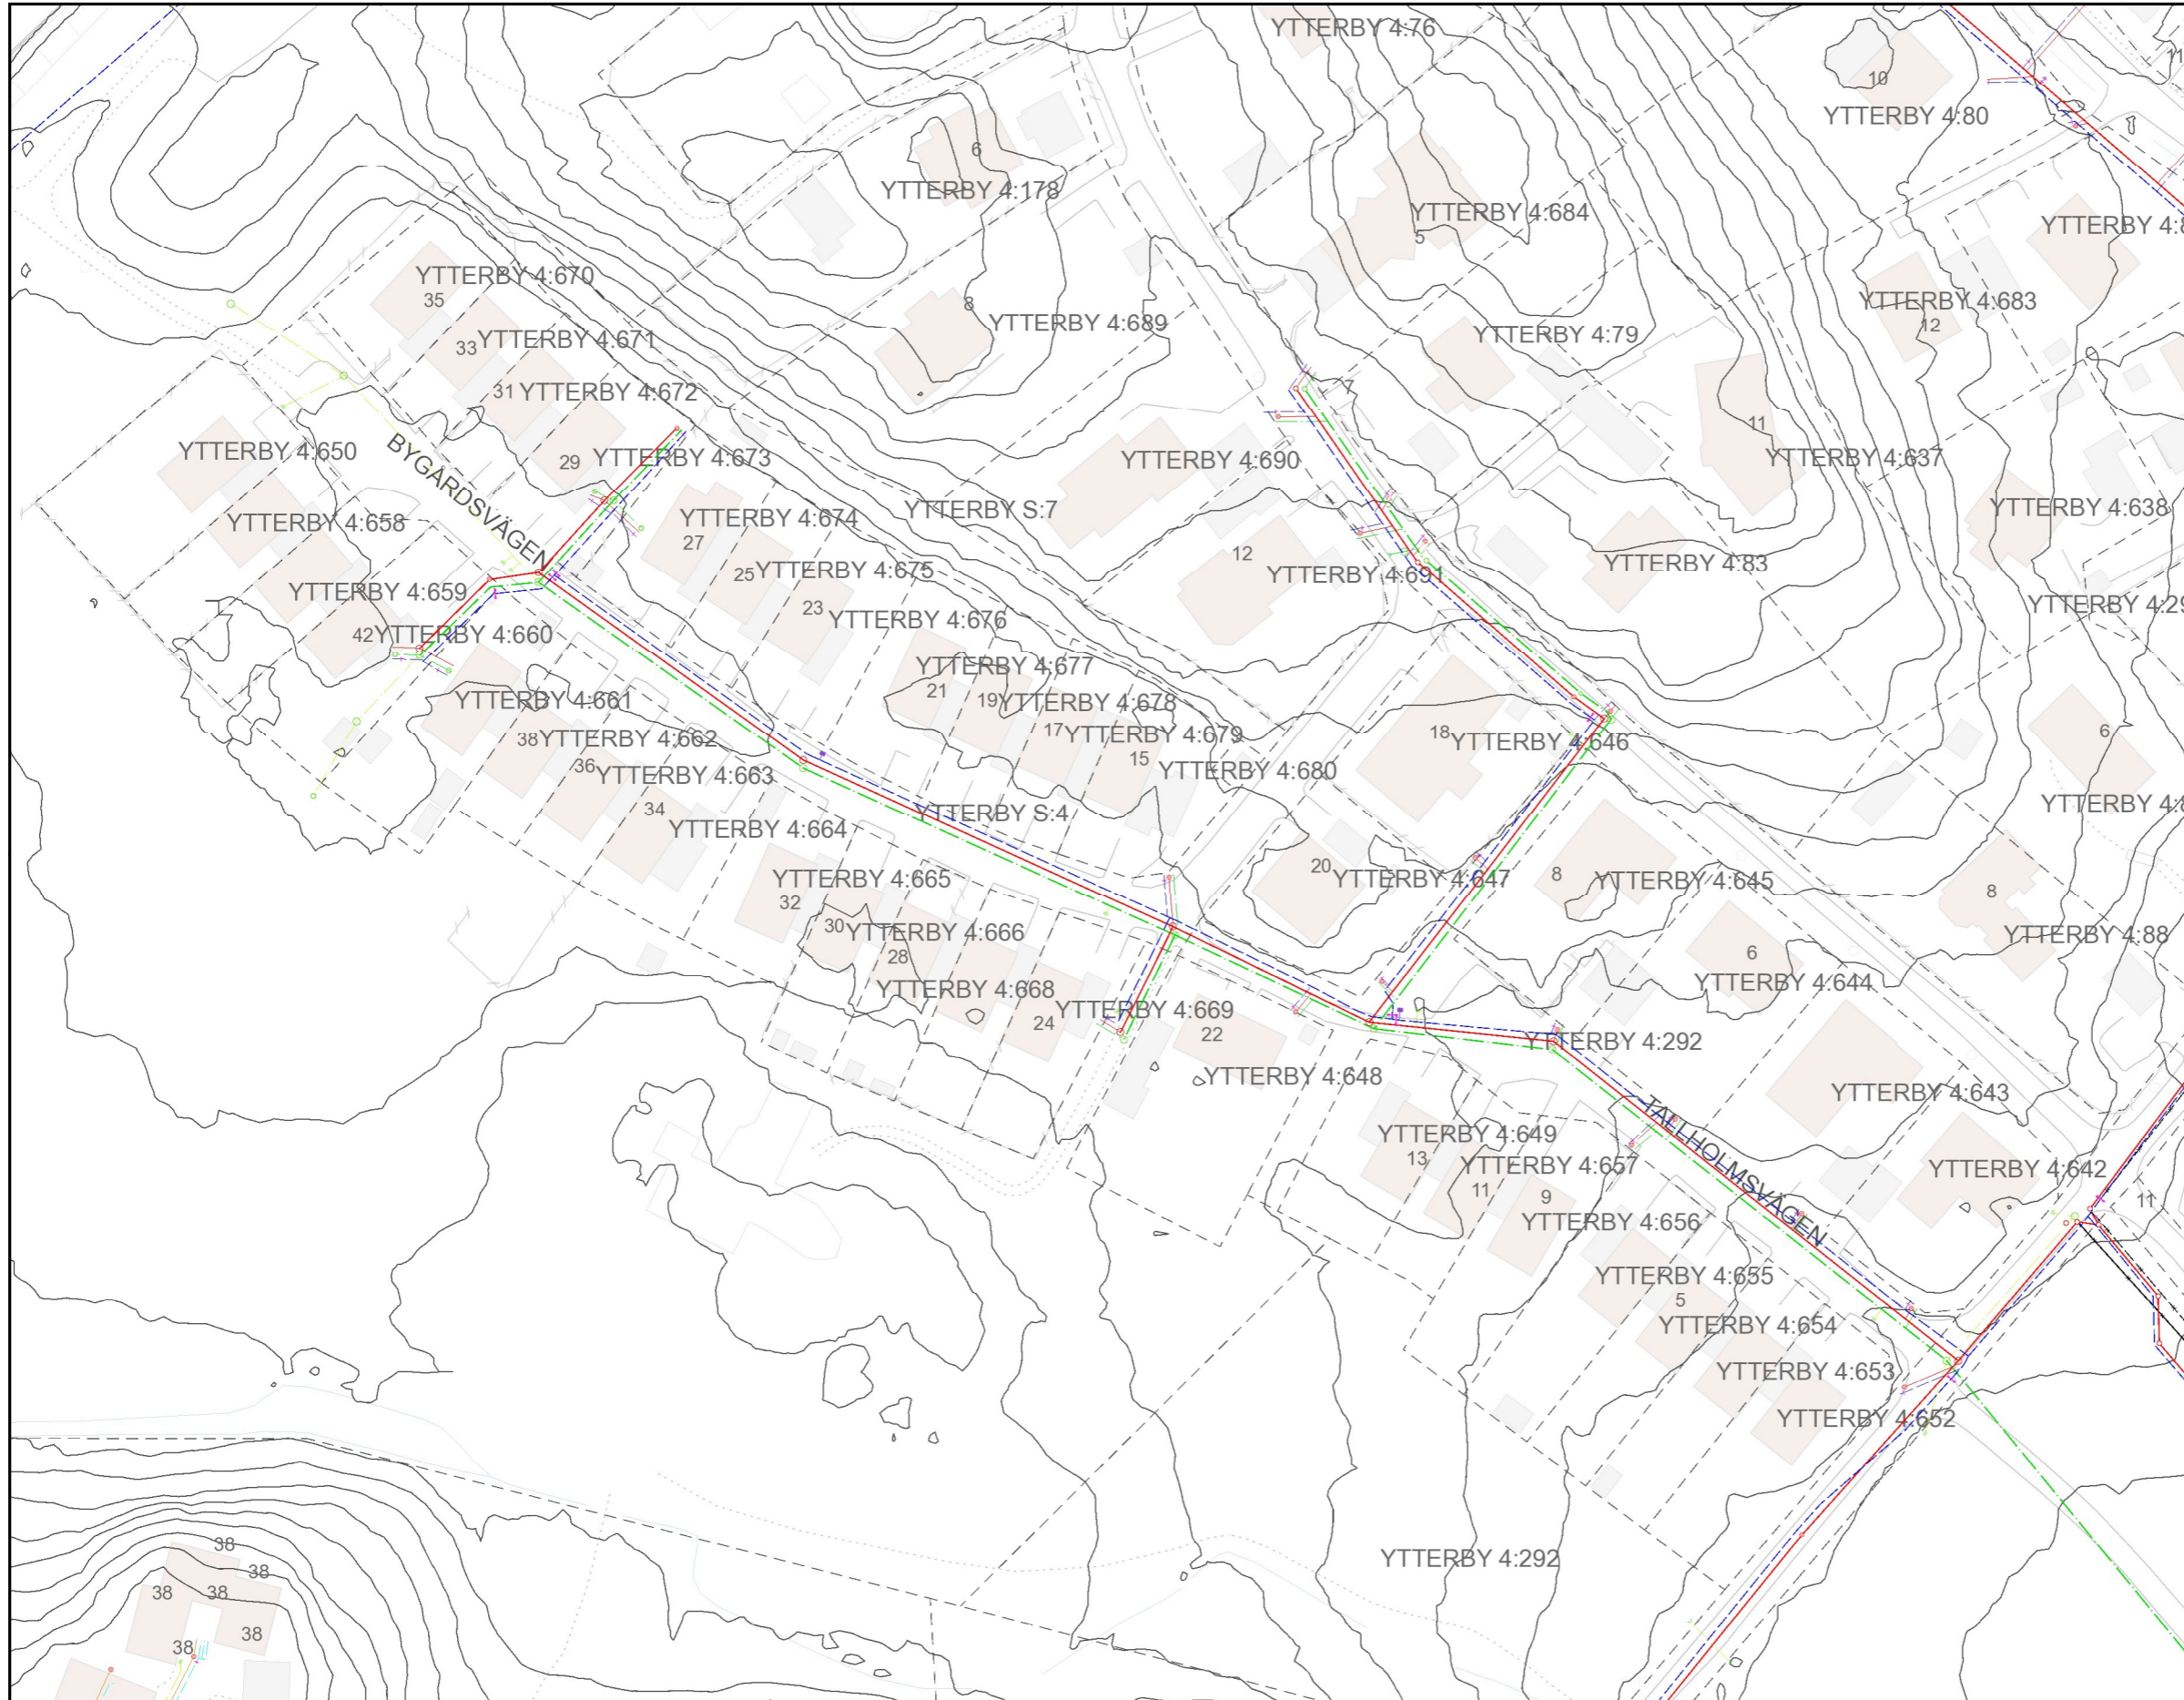 YTTERBY 4:76
10
YTTERBY 4:80
6
YTTERBY 4:178
YTTERBY 4:684
5
YTTERBY 4:670
35
8
YTTERBY 4:689
YTTERBY 4:683
12
33 YTTERBY 4:671
YTTERBY 4:79
31 YTTERBY 4:672
7
11
YTTERBY 4:650
BYGÅRDSVÄGEN
29 YTTERBY 4:673
YTTERBY 4:690
YTTERBY 4:637
YTTERBY S:7
YTTERBY 4:638
YTTERBY 4:658
YTTERBY 4:674
27
12
YTTERBY 4:691
YTTERBY 4:83
25 YTTERBY 4:675
YTTERBY 4:659
23
YTTERBY 4:676
42 YTTERBY 4:660
YTTERBY 4:677
21
YTTERBY 4:661
19 YTTERBY 4:678
38 YTTERBY 4:662
17 YTTERBY 4:679
15
18 YTTERBY 4:646
6
36 YTTERBY 4:663
YTTERBY 4:680
34
YTTERBY S:4
YTTERBY 4:664
20
YTTERBY 4:647
8
YTTERBY 4:645
YTTERBY 4:665
32
8
30 YTTERBY 4:666
28
YTTERBY 4:88
6
YTTERBY 4:644
YTTERBY 4:668
24
YTTERBY 4:669
22
YTTERBY 4:292
YTTERBY 4:648
YTTERBY 4:643
TALLHOLMSVÄGEN
YTTERBY 4:649
13
YTTERBY 4:657
11
9
YTTERBY 4:642
11
YTTERBY 4:656
YTTERBY 4:655
5
YTTERBY 4:654
YTTERBY 4:653
YTTERBY 4:652
YTTERBY 4:292
38
38
38
38
38
38